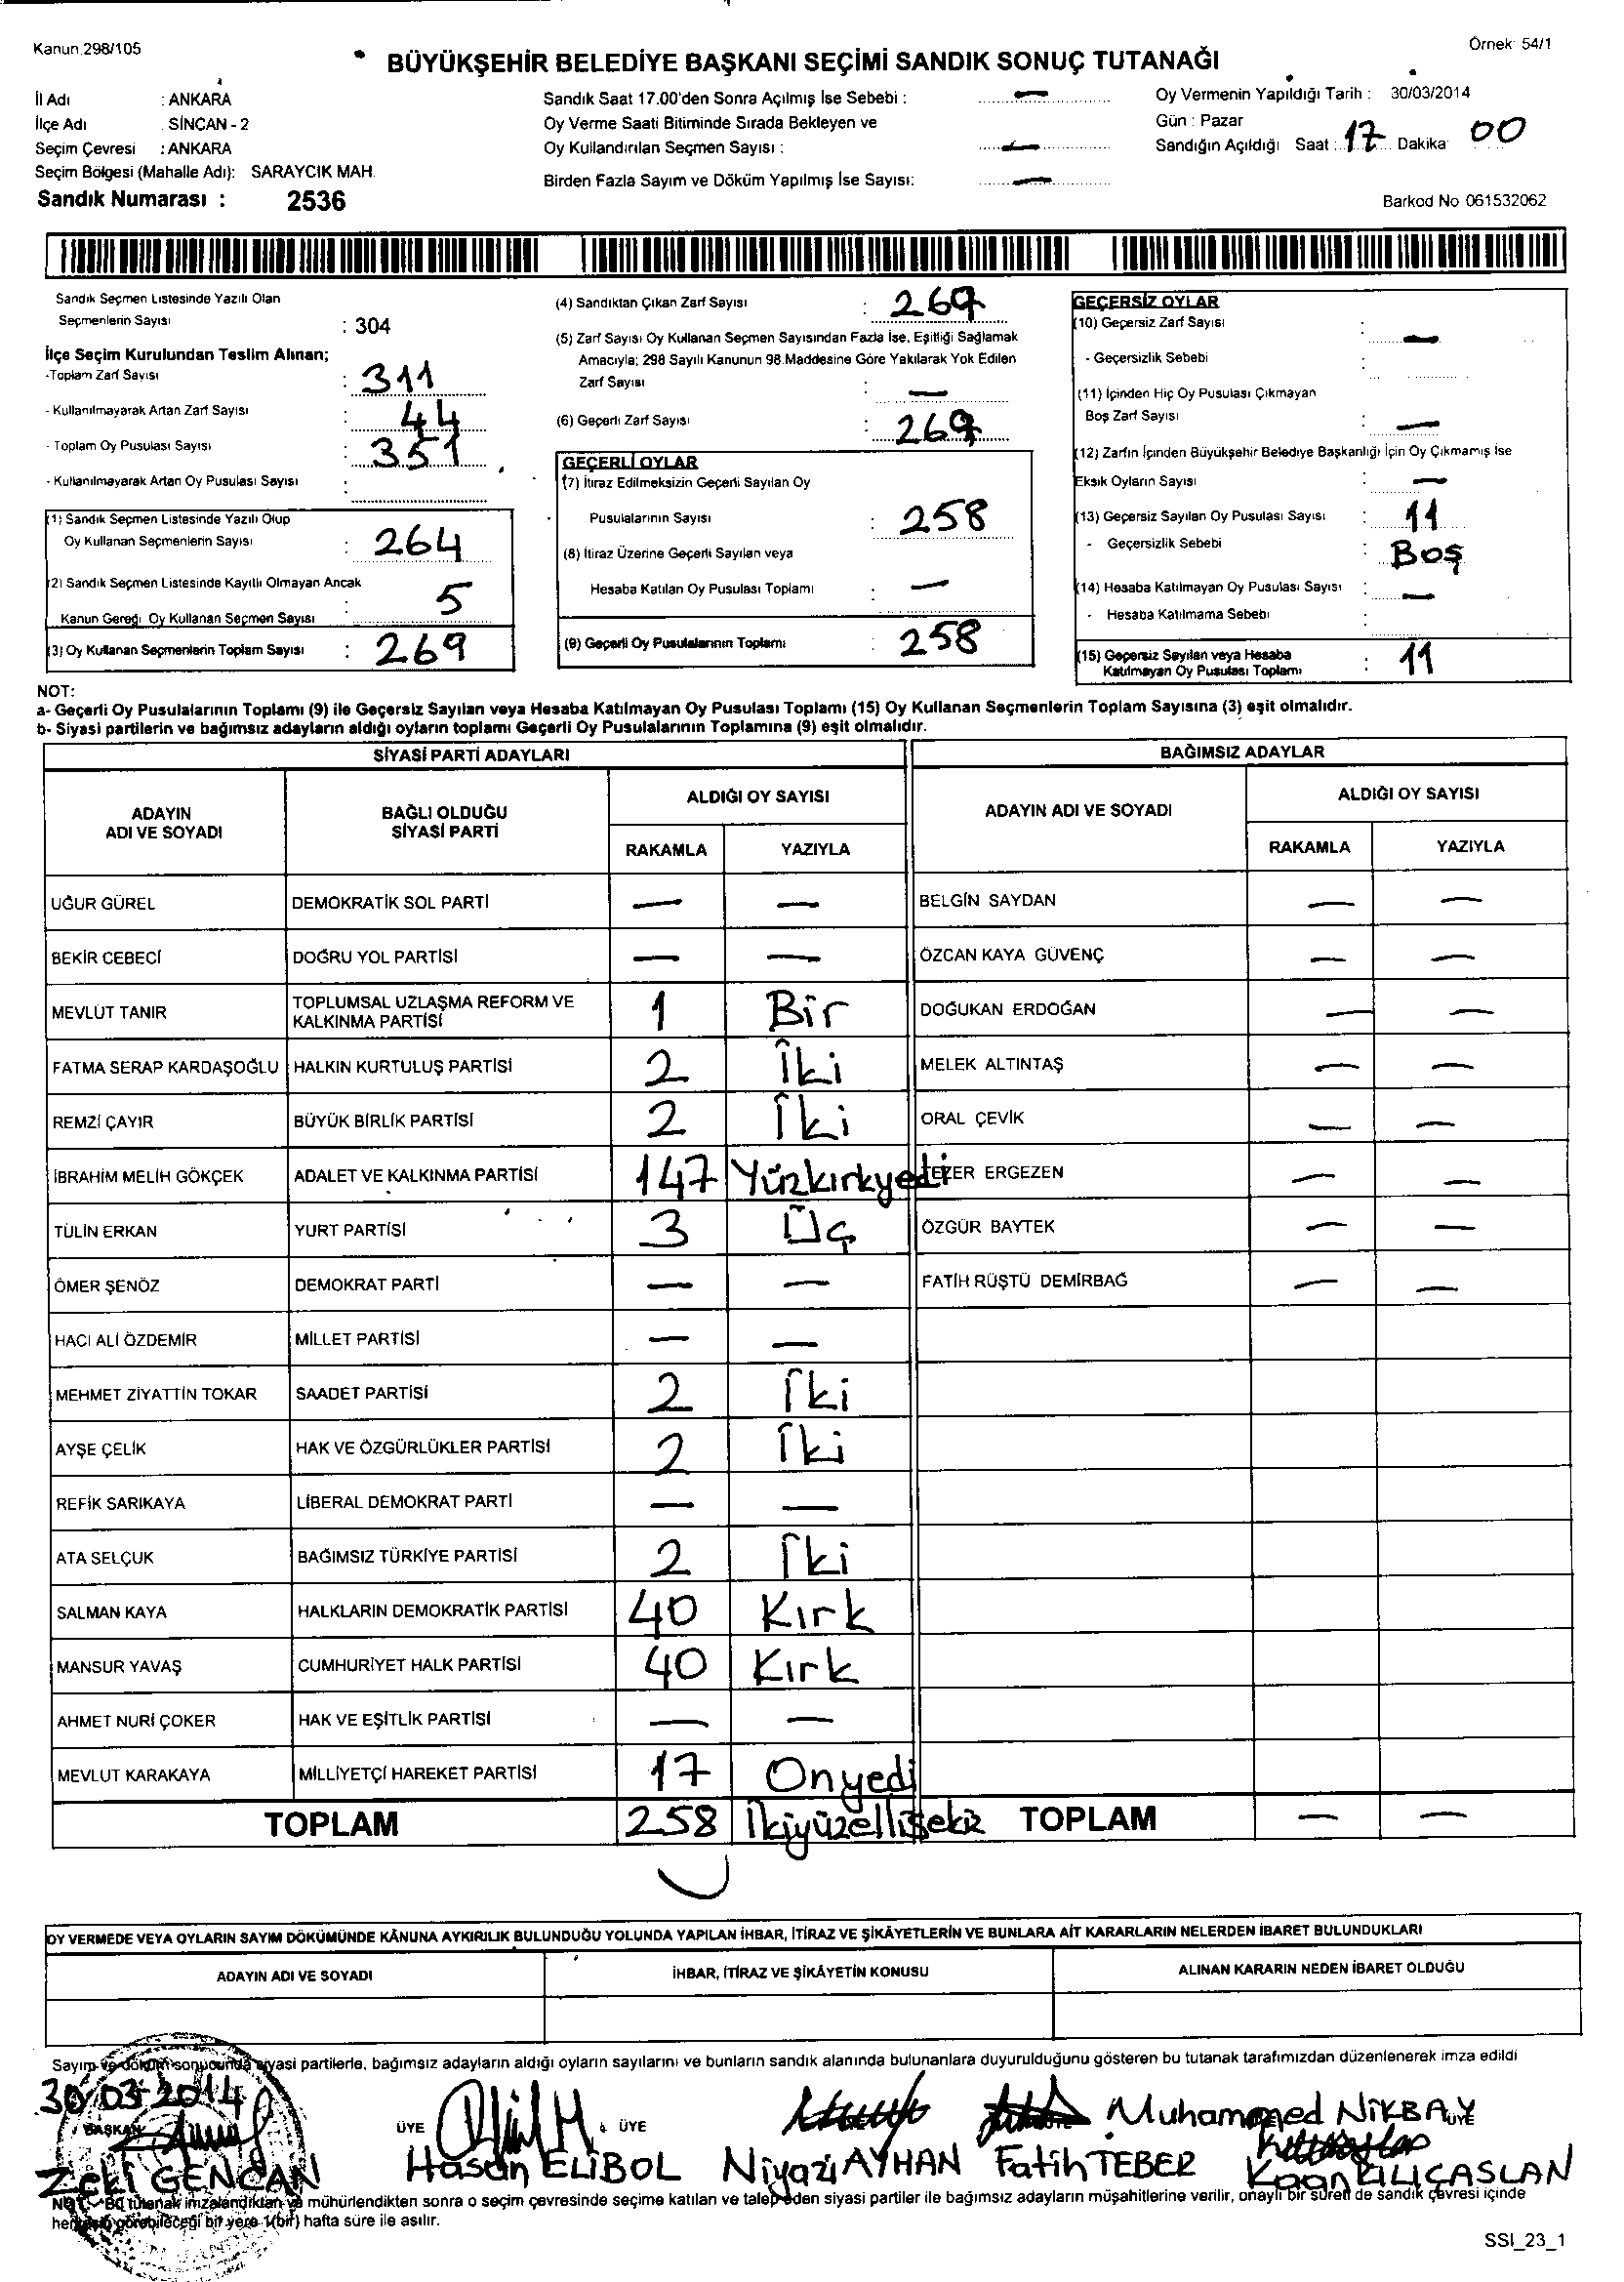 Kanun.298/105
Örnek 54/1
BÜYÜKŞEHİR BELEDİYE BAŞKANI SEÇİMİ SANDIK SONUÇ TUTANAĞI
İl Adı : ANKARA
İlçe Adı : SİNCAN - 2
Seçim Çevresi : ANKARA
Seçim Bölgesi (Mahalle Adı): SARAYCIK MAH.
Sandık Numarası : 2536
Sandık Saat 17.00'den Sonra Açılmış İse Sebebi : —
Oy Verme Saati Bitiminde Sırada Bekleyen ve
Oy Kullandırılan Seçmen Sayısı : —
Birden Fazla Sayım ve Döküm Yapılmış İse Sayısı: —
Oy Vermenin Yapıldığı Tarih : 30/03/2014
Gün : Pazar
Sandığın Açıldığı Saat : 17 Dakika 00
Barkod No 061532062
Sandık Seçmen Listesinde Yazılı Olan
Seçmenlerin Sayısı : 304
İlçe Seçim Kurulundan Teslim Alınan;
-Toplam Zarf Sayısı : 311
- Kullanılmayarak Artan Zarf Sayısı : 44
- Toplam Oy Pusulası Sayısı : 351
- Kullanılmayarak Artan Oy Pusulası Sayısı :
(1) Sandık Seçmen Listesinde Yazılı Olup
Oy Kullanan Seçmenlerin Sayısı : 264
(2) Sandık Seçmen Listesinde Kayıtlı Olmayan Ancak
Kanun Gereği Oy Kullanan Seçmen Sayısı : 5
(3) Oy Kullanan Seçmenlerin Toplam Sayısı : 269
(4) Sandıktan Çıkan Zarf Sayısı : 269
(5) Zarf Sayısı Oy Kullanan Seçmen Sayısından Fazla İse, Eşitliği Sağlamak
Amacıyla; 298 Sayılı Kanunun 98.Maddesine Göre Yakılarak Yok Edilen
Zarf Sayısı : —
(6) Geçerli Zarf Sayısı : 269
GEÇERLİ OYLAR
(7) İtiraz Edilmeksizin Geçerli Sayılan Oy
Pusulalarının Sayısı : 258
(8) İtiraz Üzerine Geçerli Sayılan veya
Hesaba Katılan Oy Pusulası Toplamı : —
(9) Geçerli Oy Pusulalarının Toplamı : 258
GEÇERSİZ OYLAR
(10) Geçersiz Zarf Sayısı : —
- Geçersizlik Sebebi :
(11) İçinden Hiç Oy Pusulası Çıkmayan
Boş Zarf Sayısı : —
(12) Zarfın İçinden Büyükşehir Belediye Başkanlığı İçin Oy Çıkmamış İse
Eksik Oyların Sayısı : —
(13) Geçersiz Sayılan Oy Pusulası Sayısı : 11
- Geçersizlik Sebebi : Boş
(14) Hesaba Katılmayan Oy Pusulası Sayısı : —
- Hesaba Katılmama Sebebi :
(15) Geçersiz Sayılan veya Hesaba
Katılmayan Oy Pusulası Toplamı : 11
NOT:
a- Geçerli Oy Pusulalarının Toplamı (9) ile Geçersiz Sayılan veya Hesaba Katılmayan Oy Pusulası Toplamı (15) Oy Kullanan Seçmenlerin Toplam Sayısına (3) eşit olmalıdır.
b- Siyasi partilerin ve bağımsız adayların aldığı oyların toplamı Geçerli Oy Pusulalarının Toplamına (9) eşit olmalıdır.
SİYASİ PARTİ ADAYLARI
BAĞIMSIZ ADAYLAR
ADAYIN ADI VE SOYADI
BAĞLI OLDUĞU SİYASİ PARTİ
ALDIĞI OY SAYISI
RAKAMLA YAZIYLA
ADAYIN ADI VE SOYADI
ALDIĞI OY SAYISI
RAKAMLA YAZIYLA
UĞUR GÜREL DEMOKRATİK SOL PARTİ — — BELGİN SAYDAN — —
BEKİR CEBECİ DOĞRU YOL PARTİSİ — — ÖZCAN KAYA GÜVENÇ — —
MEVLÜT TANIR TOPLUMSAL UZLAŞMA REFORM VE KALKINMA PARTİSİ 1 Bir DOĞUKAN ERDOĞAN — —
FATMA SERAP KARDAŞOĞLU HALKIN KURTULUŞ PARTİSİ 2 İki MELEK ALTINTAŞ — —
REMZİ ÇAYIR BÜYÜK BİRLİK PARTİSİ 2 İki ORAL ÇEVİK — —
İBRAHİM MELİH GÖKÇEK ADALET VE KALKINMA PARTİSİ 147 Yüzkırkyedi ERGEZEN — —
TÜLİN ERKAN YURT PARTİSİ 3 Üç ÖZGÜR BAYTEK — —
ÖMER ŞENÖZ DEMOKRAT PARTİ — — FATİH RÜŞTÜ DEMİRBAĞ — —
HACI ALİ ÖZDEMİR MİLLET PARTİSİ — —
MEHMET ZİYATTİN TOKAR SAADET PARTİSİ 2 İki
AYŞE ÇELİK HAK VE ÖZGÜRLÜKLER PARTİSİ 2 İki
REFİK SARIKAYA LİBERAL DEMOKRAT PARTİ — —
ATA SELÇUK BAĞIMSIZ TÜRKİYE PARTİSİ 2 İki
SALMAN KAYA HALKLARIN DEMOKRATİK PARTİSİ 40 Kırk
MANSUR YAVAŞ CUMHURİYET HALK PARTİSİ 40 Kırk
AHMET NURİ ÇOKER HAK VE EŞİTLİK PARTİSİ — —
MEVLUT KARAKAYA MİLLİYETÇİ HAREKET PARTİSİ 17 Onyedi
TOPLAM 258 İkiyüzellisekiz TOPLAM — —
OY VERMEDE VEYA OYLARIN SAYIM DÖKÜMÜNDE KÂNUNA AYKIRILIK BULUNDUĞU YOLUNDA YAPILAN İHBAR, İTİRAZ VE ŞİKÂYETLERİN VE BUNLARA AİT KARARLARIN NELERDEN İBARET BULUNDUKLARI
ADAYIN ADI VE SOYADI İHBAR, İTİRAZ VE ŞİKÂYETİN KONUSU ALINAN KARARIN NEDEN İBARET OLDUĞU
Sayım ve döküm sonucunda siyasi partilerle, bağımsız adayların aldığı oyların sayılarını ve bunların sandık alanında bulunanlara duyurulduğunu gösteren bu tutanak tarafımızdan düzenlenerek imza edildi
30/03-2014
BAŞKAN ÜYE ÜYE Muhammed NİKBAY ÜYE
Zeki GENCAN Hasan ELİBOL Niyazi AYHAN Fatih TEBER Kaan KILIÇASLAN
NOT:- Bu tutanak imzalandıktan ve mühürlendikten sonra o seçim çevresinde seçime katılan ve talep eden siyasi partiler ile bağımsız adayların müşahitlerine verilir, onaylı bir sureti de sandık çevresi içinde
herkesin görebileceği bir yere 1(bir) hafta süre ile asılır.
SSI_23_1